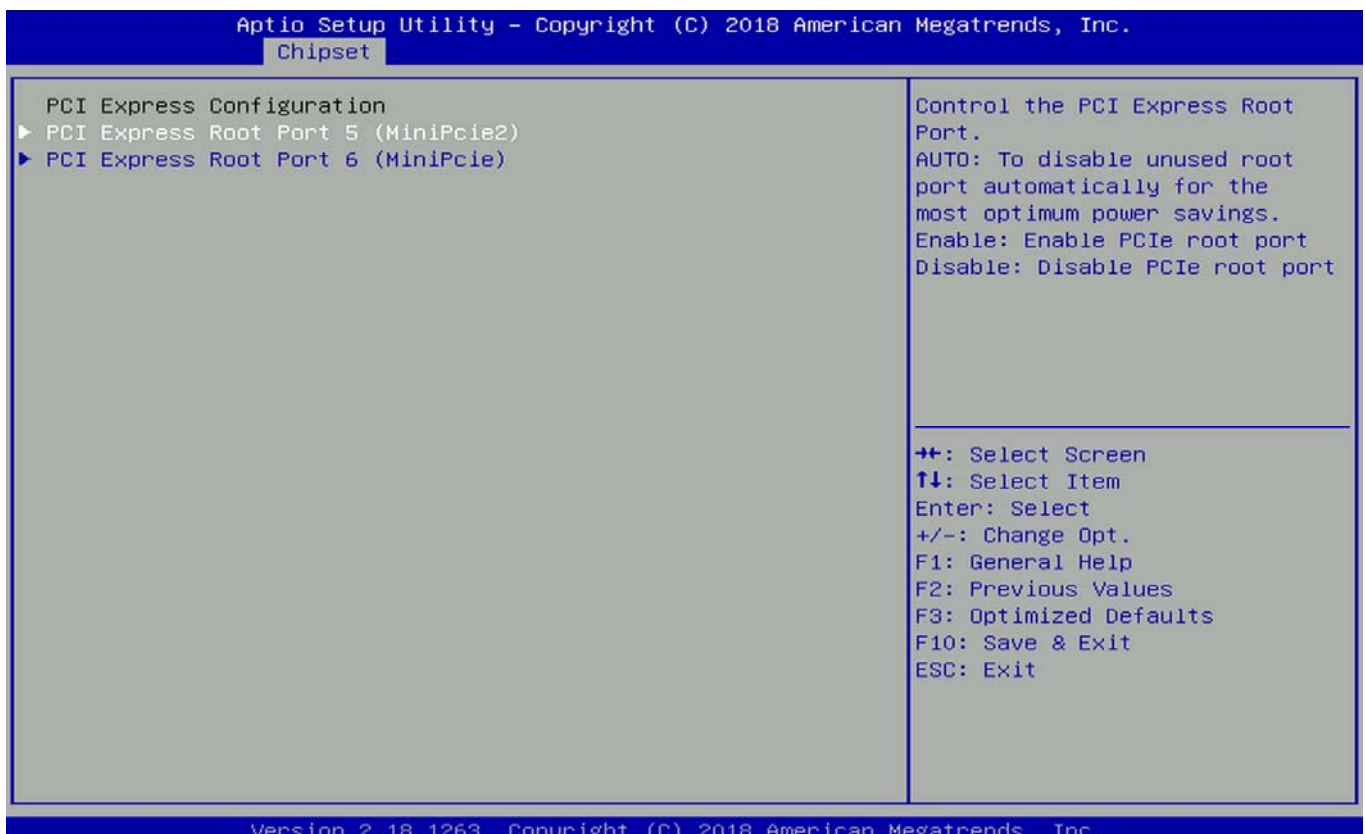 Aptio Setup Utility – Copyright (C) 2018 American Megatrends, Inc.
Chipset
PCI Express Configuration
▶ PCI Express Root Port 5 (MiniPcie2)
▶ PCI Express Root Port 6 (MiniPcie)
Control the PCI Express Root
Port.
AUTO: To disable unused root
port automatically for the
most optimum power savings.
Enable: Enable PCIe root port
Disable: Disable PCIe root port
→←: Select Screen
↑↓: Select Item
Enter: Select
+/-: Change Opt.
F1: General Help
F2: Previous Values
F3: Optimized Defaults
F10: Save & Exit
ESC: Exit
Version 2.18.1263. Copyright (C) 2018 American Megatrends, Inc.